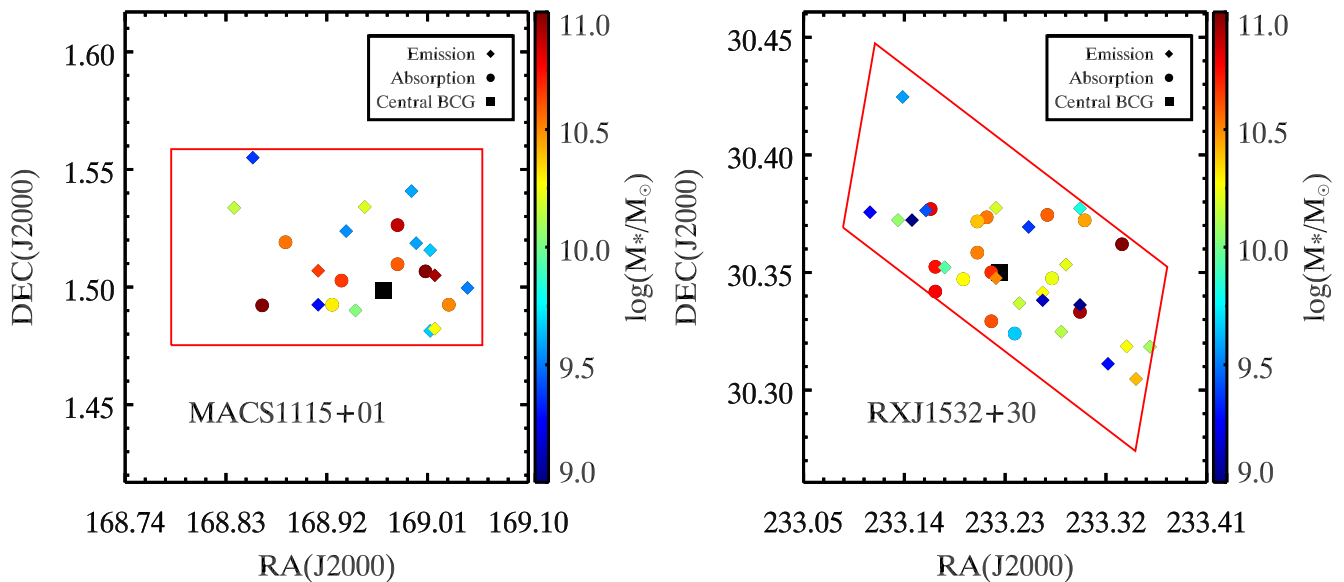 1.60
1.55
1.50
1.45
DEC(J2000)
168.74 168.83 168.92 169.01 169.10
RA(J2000)
Emission
Absorption
Central BCG
MACS1115+01
11.0
10.5
10.0
9.5
9.0
log(M*/M☉)
30.45
30.40
30.35
30.30
DEC(J2000)
233.05 233.14 233.23 233.32 233.41
RA(J2000)
Emission
Absorption
Central BCG
RXJ1532+30
11.0
10.5
10.0
9.5
9.0
log(M*/M☉)